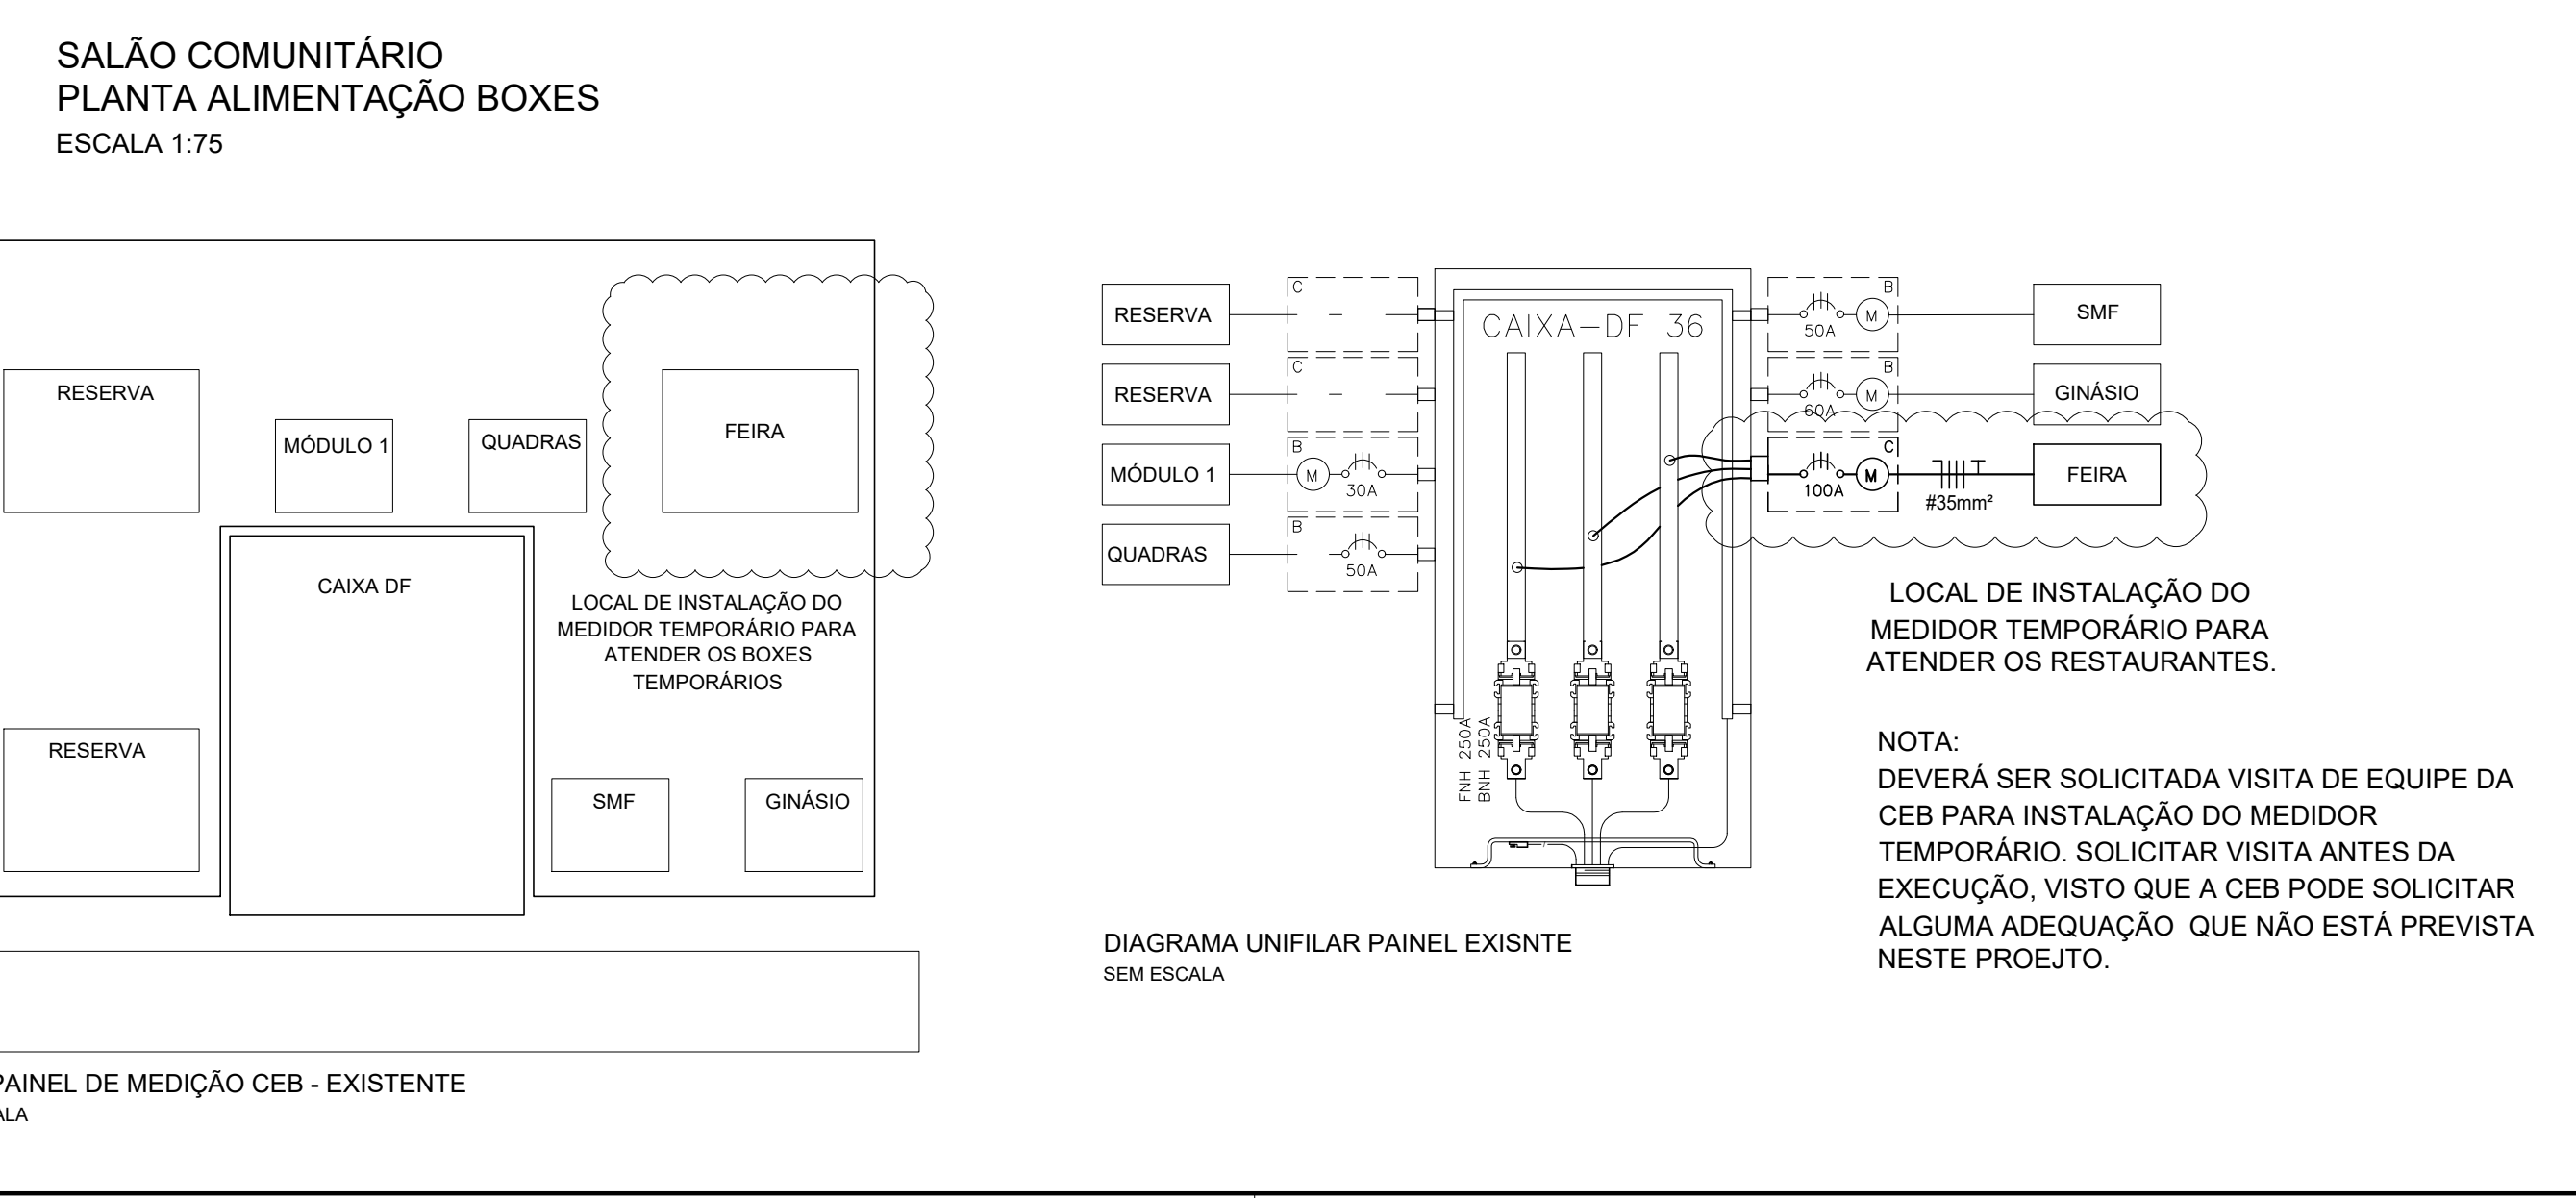 SALÃO COMUNITÁRIO
PLANTA ALIMENTAÇÃO BOXES
ESCALA 1:75
RESERVA
MÓDULO 1
QUADRAS
FEIRA
CAIXA DF
LOCAL DE INSTALAÇÃO DO
MEDIDOR TEMPORÁRIO PARA
ATENDER OS BOXES
TEMPORÁRIOS
RESERVA
SMF
GINÁSIO
PAINEL DE MEDIÇÃO CEB - EXISTENTE
ALA
RESERVA
C
RESERVA
C
MÓDULO 1
B
M
30A
QUADRAS
B
50A
CAIXA-DF 36
FNH 250A
BNH 250A
B
50A
M
SMF
B
60A
M
GINÁSIO
C
100A
M
#35mm²
FEIRA
LOCAL DE INSTALAÇÃO DO
MEDIDOR TEMPORÁRIO PARA
ATENDER OS RESTAURANTES.
NOTA:
DEVERÁ SER SOLICITADA VISITA DE EQUIPE DA
CEB PARA INSTALAÇÃO DO MEDIDOR
TEMPORÁRIO. SOLICITAR VISITA ANTES DA
EXECUÇÃO, VISTO QUE A CEB PODE SOLICITAR
ALGUMA ADEQUAÇÃO  QUE NÃO ESTÁ PREVISTA
NESTE PROEJTO.
DIAGRAMA UNIFILAR PAINEL EXISNTE
SEM ESCALA